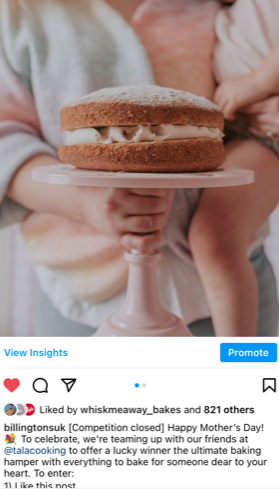 View Insights
Promote
Liked by whiskmeaway_bakes and 821 others
billingtonsuk [Competition closed] Happy Mother's Day!
💐 To celebrate, we're teaming up with our friends at
@talacooking to offer a lucky winner the ultimate baking
hamper with everything to bake for someone dear to your
heart. To enter:
1) Like this post